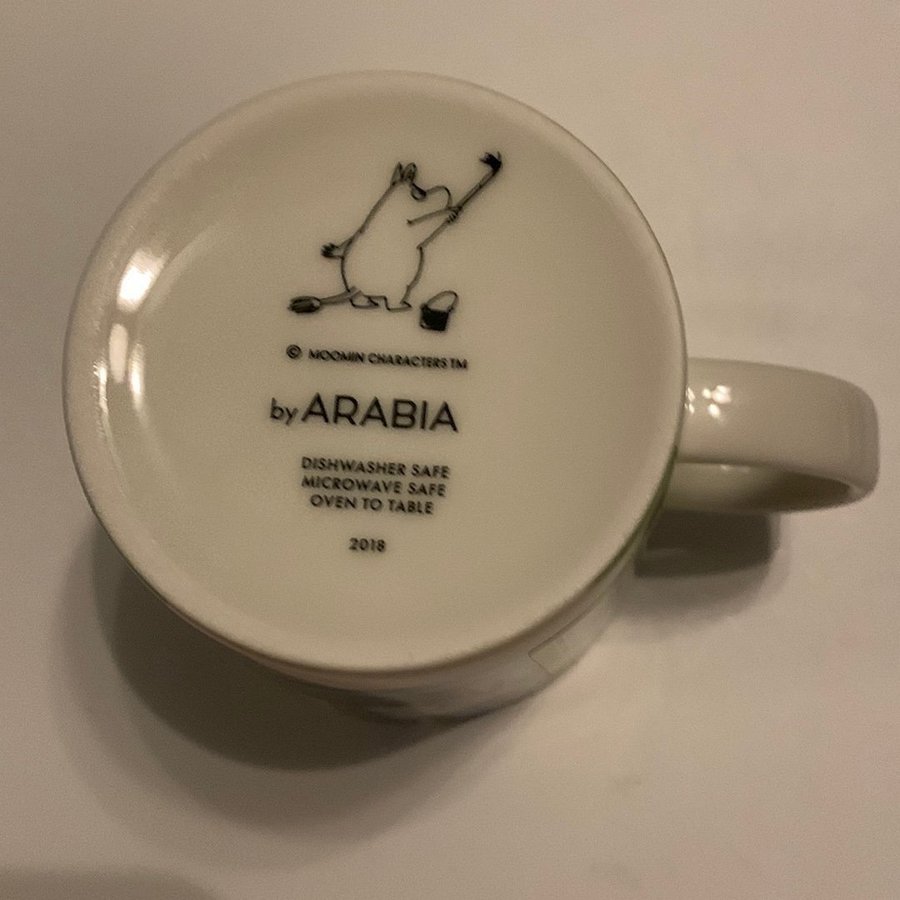 © MOOMIN CHARACTERS TM
by ARABIA
DISHWASHER SAFE
MICROWAVE SAFE
OVEN TO TABLE
2018